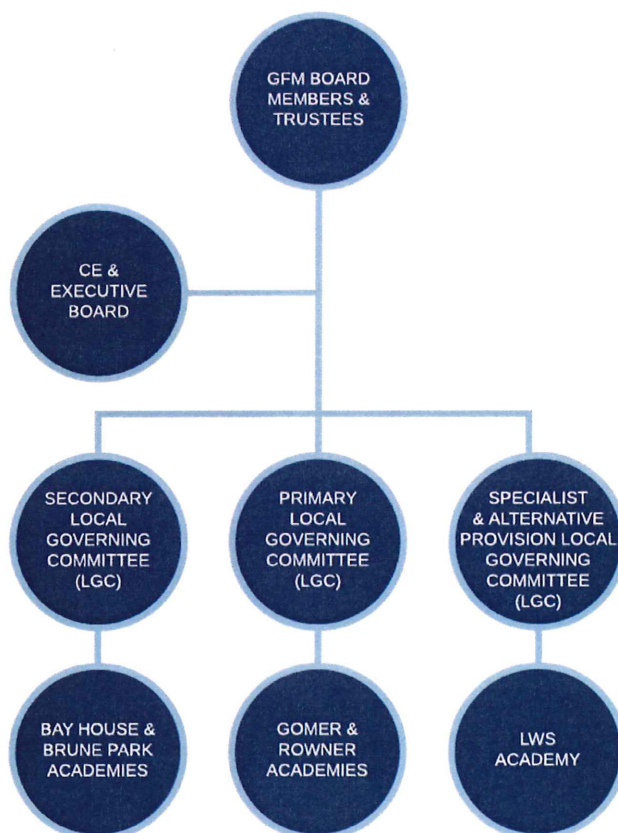 GFM BOARD
MEMBERS &
TRUSTEES
CE &
EXECUTIVE
BOARD
SECONDARY
LOCAL
GOVERNING
COMMITTEE
(LGC)
PRIMARY
LOCAL
GOVERNING
COMMITTEE
(LGC)
SPECIALIST
& ALTERNATIVE
PROVISION LOCAL
GOVERNING
COMMITTEE
(LGC)
BAY HOUSE &
BRUNE PARK
ACADEMIES
GOMER &
ROWNER
ACADEMIES
LWS
ACADEMY